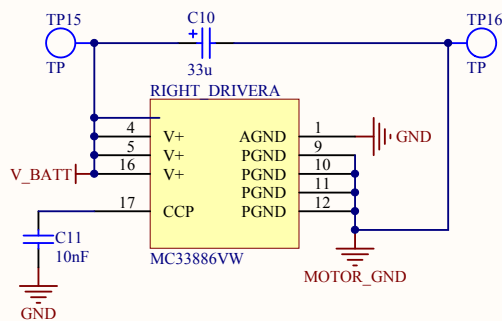 TP15
C10
TP16
TP
33u
TP
RIGHT_DRIVERA
4 V+ AGND 1 GND
5 V+ PGND 9
V_BATT 16 V+ PGND 10
PGND 11
17 CCP PGND 12
C11
10nF
MC33886VW
MOTOR_GND
GND